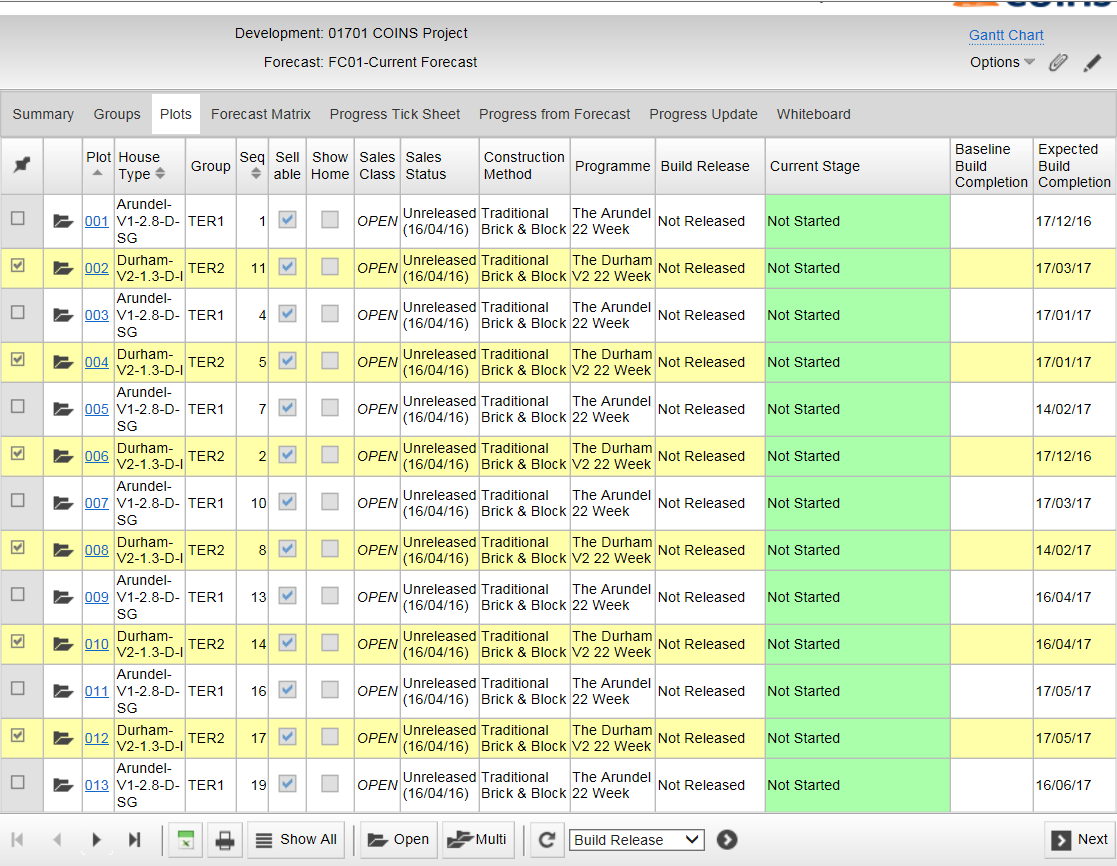 Development: 01701 COINS Project
Gantt Chart
Forecast: FC01-Current Forecast
Options
Summary Groups Plots Forecast Matrix Progress Tick Sheet Progress from Forecast Progress Update Whiteboard
Plot House Type Group Seq Sell able Show Home Sales Class Sales Status Construction Method Programme Build Release Current Stage Baseline Build Completion Expected Build Completion
001 Arundel-V1-2.8-D-SG TER1 1 OPEN Unreleased (16/04/16) Traditional Brick & Block The Arundel 22 Week Not Released Not Started 17/12/16
002 Durham-V2-1.3-D-I TER2 11 OPEN Unreleased (16/04/16) Traditional Brick & Block The Durham V2 22 Week Not Released Not Started 17/03/17
003 Arundel-V1-2.8-D-SG TER1 4 OPEN Unreleased (16/04/16) Traditional Brick & Block The Arundel 22 Week Not Released Not Started 17/01/17
004 Durham-V2-1.3-D-I TER2 5 OPEN Unreleased (16/04/16) Traditional Brick & Block The Durham V2 22 Week Not Released Not Started 17/01/17
005 Arundel-V1-2.8-D-SG TER1 7 OPEN Unreleased (16/04/16) Traditional Brick & Block The Arundel 22 Week Not Released Not Started 14/02/17
006 Durham-V2-1.3-D-I TER2 2 OPEN Unreleased (16/04/16) Traditional Brick & Block The Durham V2 22 Week Not Released Not Started 17/12/16
007 Arundel-V1-2.8-D-SG TER1 10 OPEN Unreleased (16/04/16) Traditional Brick & Block The Arundel 22 Week Not Released Not Started 17/03/17
008 Durham-V2-1.3-D-I TER2 8 OPEN Unreleased (16/04/16) Traditional Brick & Block The Durham V2 22 Week Not Released Not Started 14/02/17
009 Arundel-V1-2.8-D-SG TER1 13 OPEN Unreleased (16/04/16) Traditional Brick & Block The Arundel 22 Week Not Released Not Started 16/04/17
010 Durham-V2-1.3-D-I TER2 14 OPEN Unreleased (16/04/16) Traditional Brick & Block The Durham V2 22 Week Not Released Not Started 16/04/17
011 Arundel-V1-2.8-D-SG TER1 16 OPEN Unreleased (16/04/16) Traditional Brick & Block The Arundel 22 Week Not Released Not Started 17/05/17
012 Durham-V2-1.3-D-I TER2 17 OPEN Unreleased (16/04/16) Traditional Brick & Block The Durham V2 22 Week Not Released Not Started 17/05/17
013 Arundel-V1-2.8-D-SG TER1 19 OPEN Unreleased (16/04/16) Traditional Brick & Block The Arundel 22 Week Not Released Not Started 16/06/17
Show All Open Multi Build Release Next